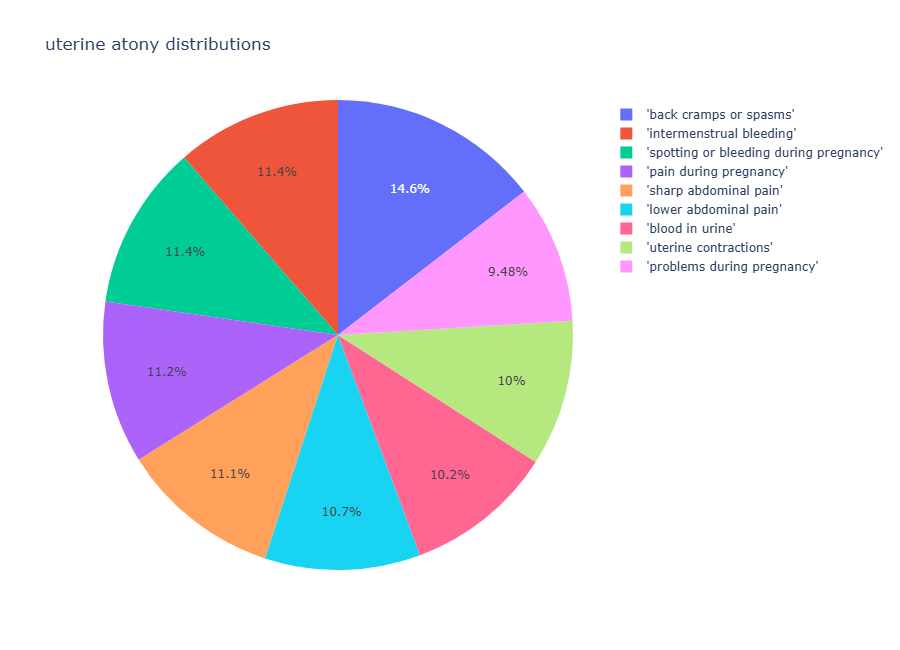 uterine atony distributions
'back cramps or spasms'
'intermenstrual bleeding'
'spotting or bleeding during pregnancy'
'pain during pregnancy'
'sharp abdominal pain'
'lower abdominal pain'
'blood in urine'
'uterine contractions'
'problems during pregnancy'
11.4%
14.6%
11.4%
9.48%
11.2%
10%
11.1%
10.2%
10.7%